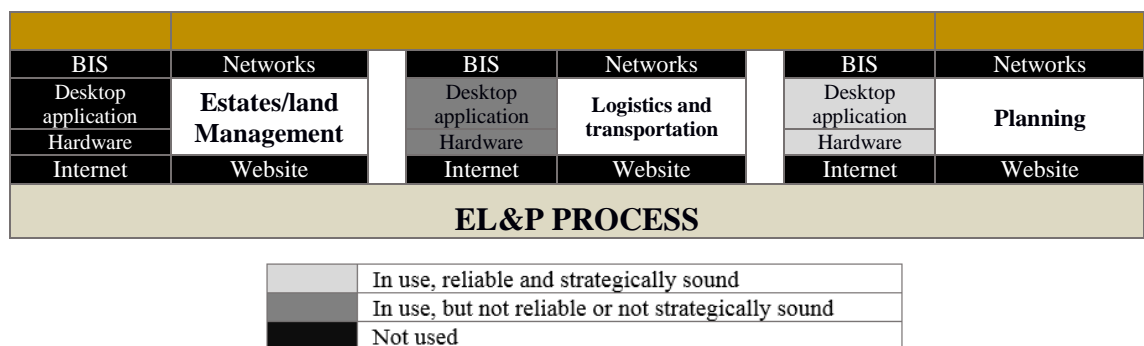 BIS Networks BIS Networks BIS Networks
Desktop application Estates/land Management Desktop application Logistics and transportation Desktop application Planning
Hardware Hardware Hardware
Internet Website Internet Website Internet Website
EL&P PROCESS
In use, reliable and strategically sound
In use, but not reliable or not strategically sound
Not used